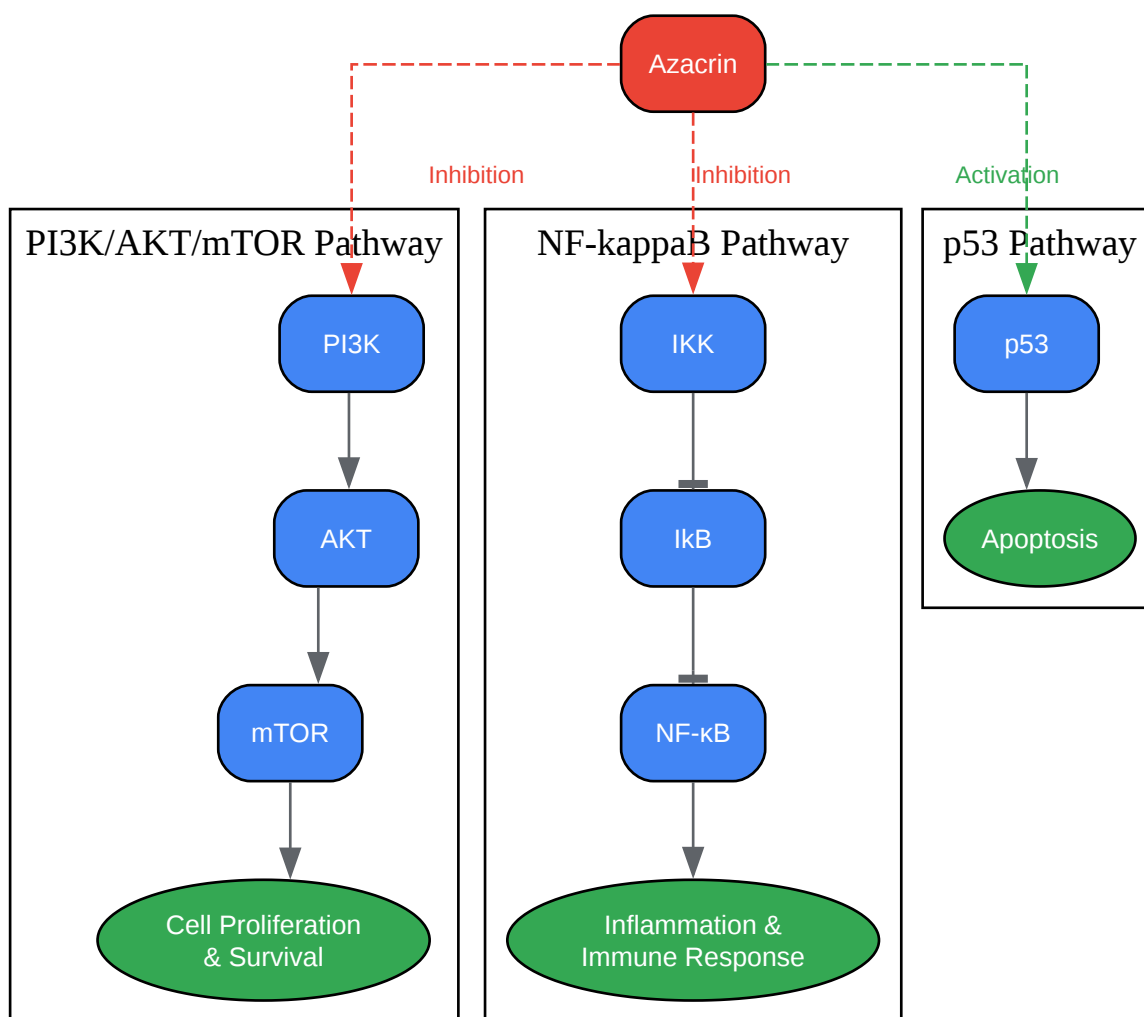 Azacrin
Inhibition
Inhibition
Activation
PI3K/AKT/mTOR Pathway
NF-kappaB Pathway
p53 Pathway
PI3K
IKK
p53
AKT
IkB
Apoptosis
mTOR
NF-κB
Cell Proliferation
& Survival
Inflammation &
Immune Response